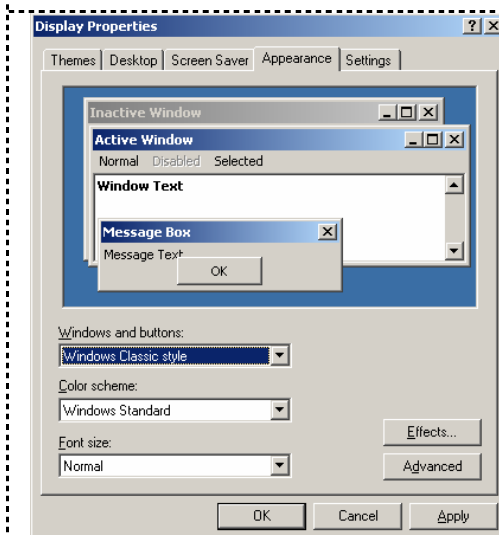 Display Properties
Themes Desktop Screen Saver Appearance Settings
Inactive Window
Active Window
Normal Disabled Selected
Window Text
Message Box
Message Text
OK
Windows and buttons:
Windows Classic style
Color scheme:
Windows Standard
Effects...
Font size:
Normal
Advanced
OK Cancel Apply